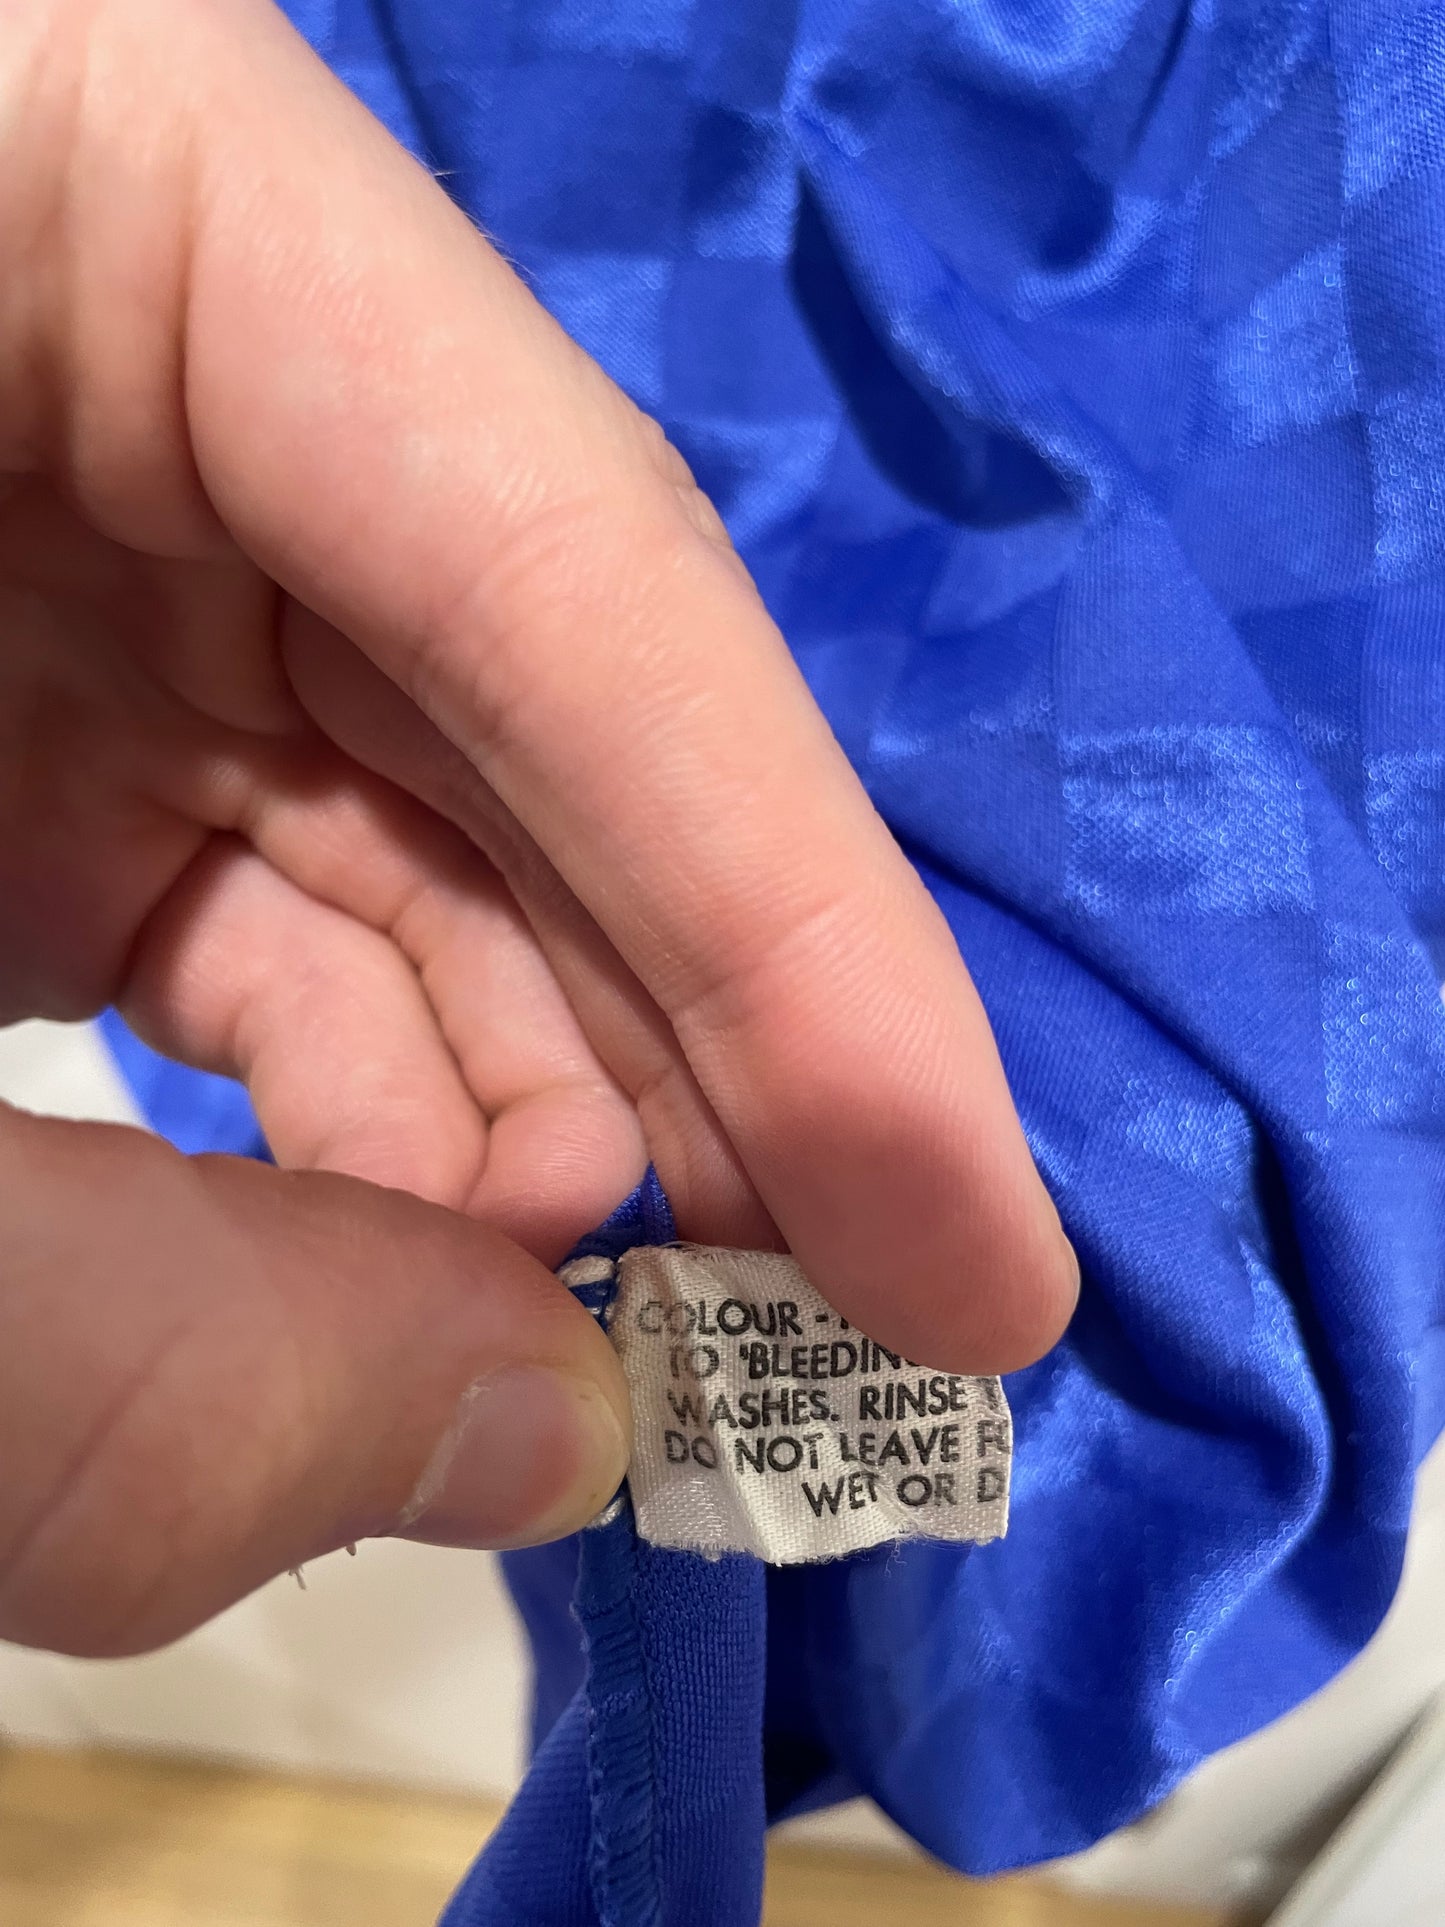 COLOUR -
TO 'BLEEDIN
WASHES. RINSE
DO NOT LEAVE
WET OR D